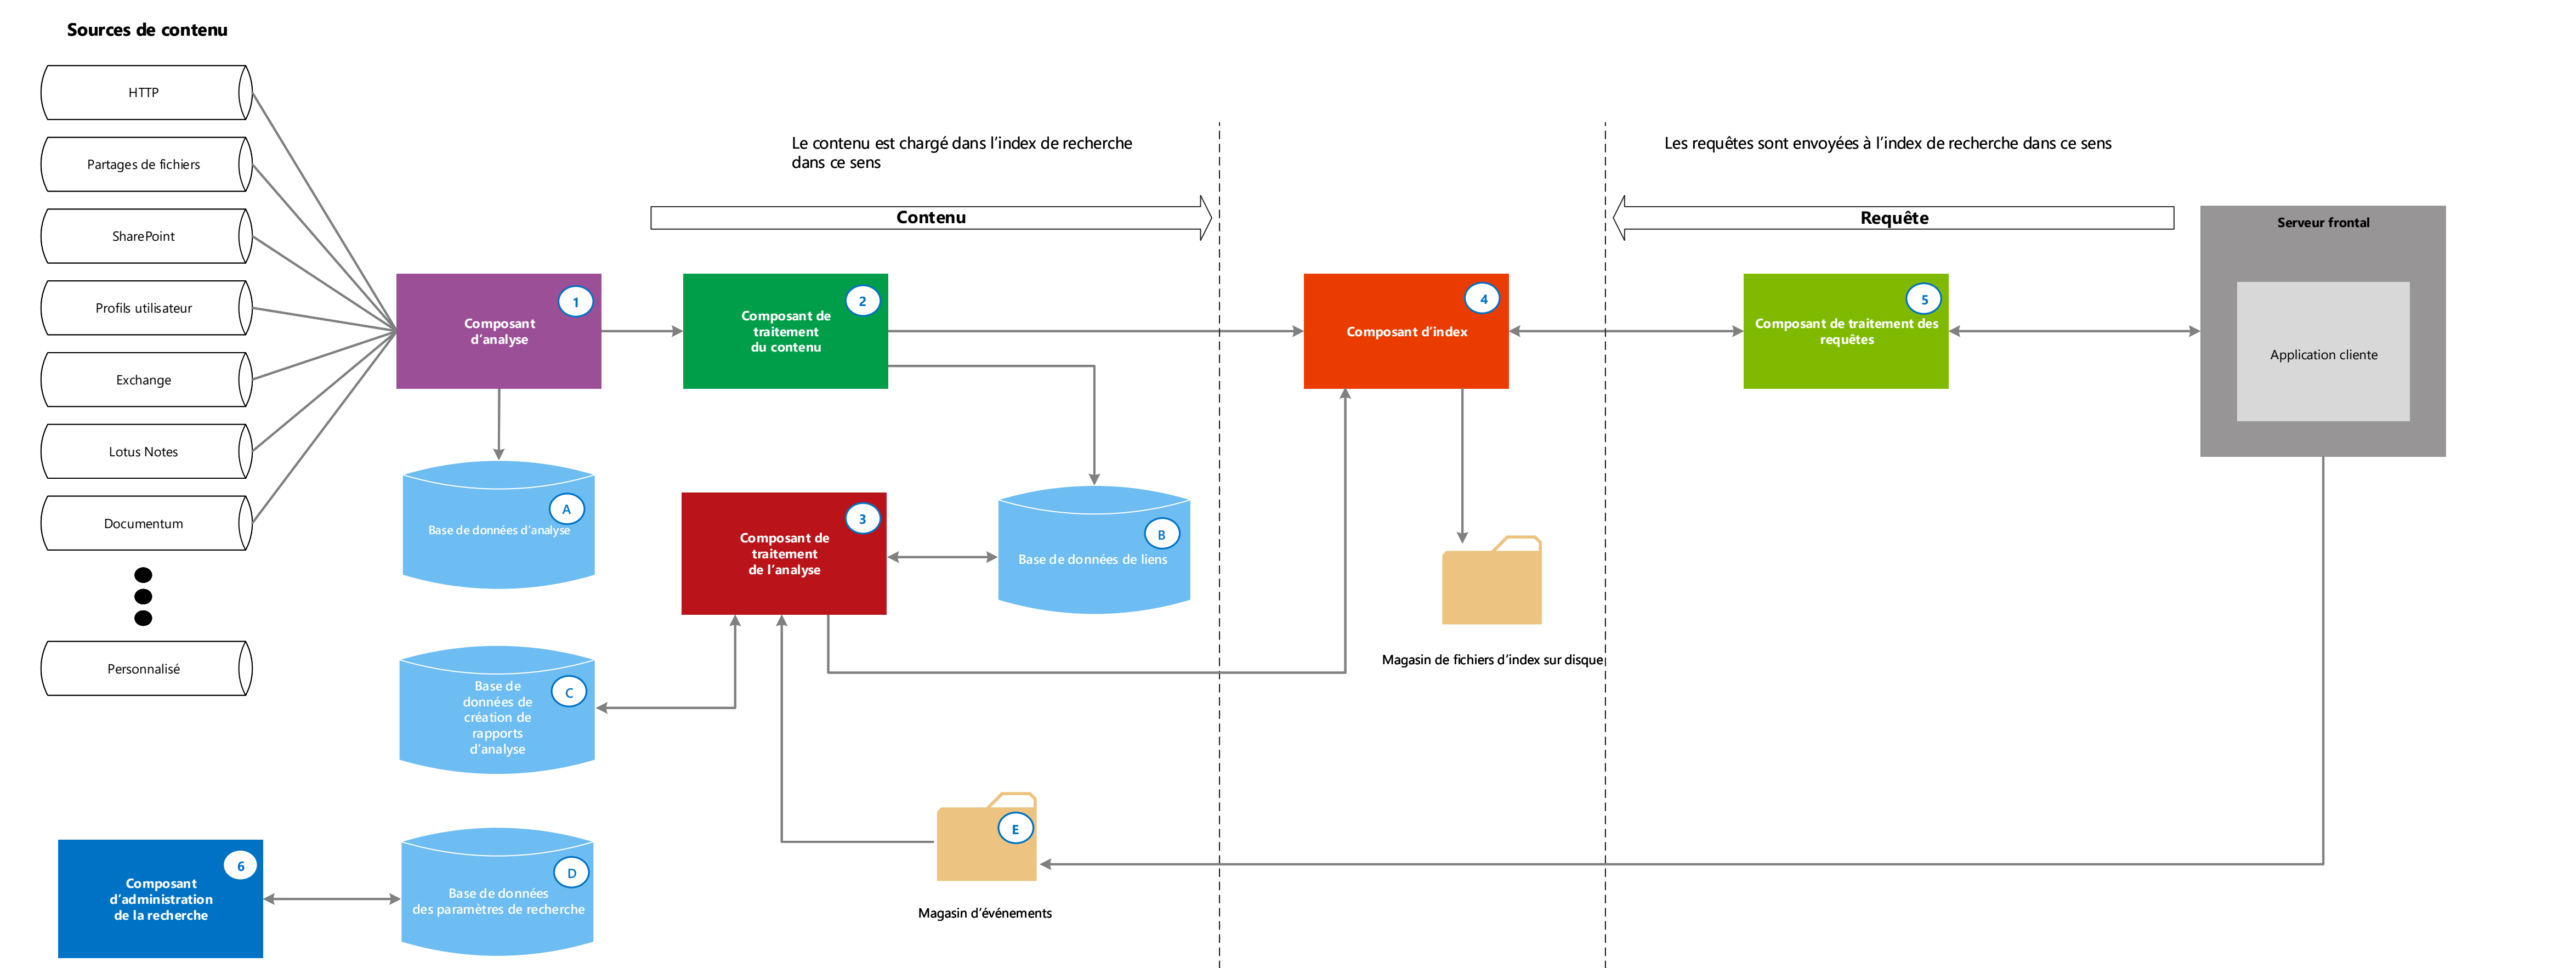 Sources de contenu
HTTP
Partages de fichiers
SharePoint
Profils utilisateur
Exchange
Lotus Notes
Documentum
Personnalisé
Le contenu est chargé dans l’index de recherche
dans ce sens
Contenu
Les requêtes sont envoyées à l’index de recherche dans ce sens
Requête
1
Composant
d’analyse
2
Composant de
traitement
du contenu
4
Composant d’index
5
Composant de traitement des
requêtes
Serveur frontal
Application cliente
A
Base de données d’analyse
3
Composant de
traitement
de l’analyse
B
Base de données de liens
Magasin de fichiers d’index sur disque
C
Base de
données de
création de
rapports
d’analyse
E
Magasin d’événements
6
Composant
d’administration
de la recherche
D
Base de données
des paramètres de recherche